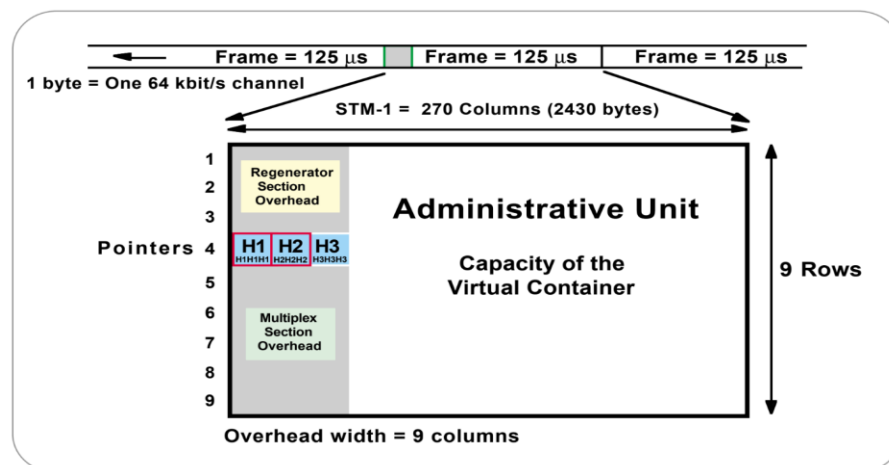 Frame = 125 μs Frame = 125 μs Frame = 125 μs
1 byte = One 64 kbit/s channel
STM-1 = 270 Columns (2430 bytes)
1
Regenerator
2
Section
Overhead
3
Administrative Unit
Pointers 4 H1 H2 H3
H1H1H1 H2H2H2 H3H3H3
Capacity of the
Virtual Container
9 Rows
5
6
Multiplex
7
Section
Overhead
8
9
Overhead width = 9 columns